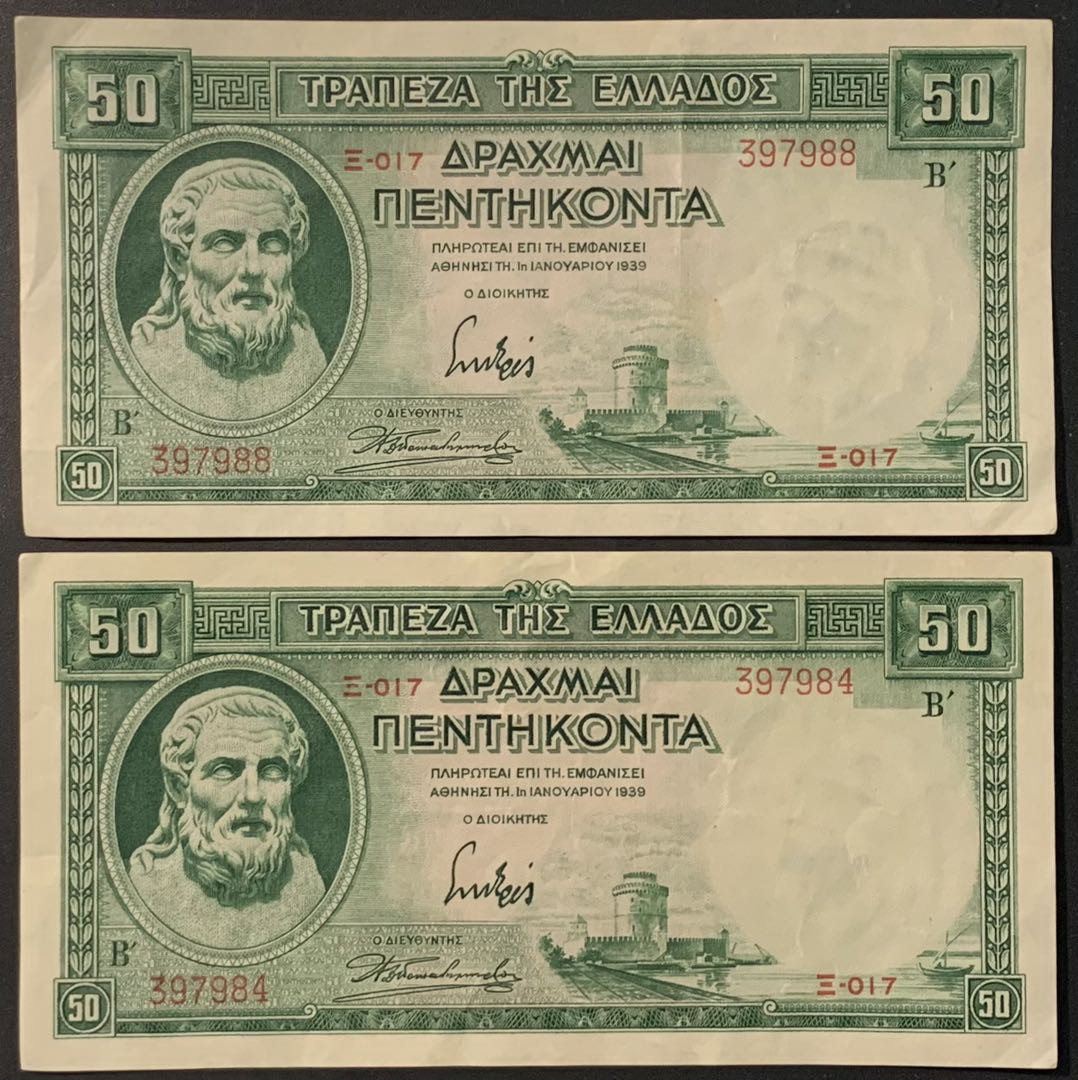 50 ΤΡΑΠΕΖΑ ΤΗΣ ΕΛΛΑΔΟΣ 50
Ξ-017 ΔΡΑΧΜΑΙ 397988
Β΄
ΠΕΝΤΗΚΟΝΤΑ
ΠΛΗΡΩΤΕΑΙ ΕΠΙ ΤΗ. ΕΜΦΑΝΙΣΕΙ
ΑΘΗΝΗΣΙ ΤΗ. 1η ΙΑΝΟΥΑΡΙΟΥ 1939
Ο ΔΙΟΙΚΗΤΗΣ
Ο ΔΙΕΥΘΥΝΤΗΣ
Β΄
397988 Ξ-017
50 50
50 ΤΡΑΠΕΖΑ ΤΗΣ ΕΛΛΑΔΟΣ 50
Ξ-017 ΔΡΑΧΜΑΙ 397984
Β΄
ΠΕΝΤΗΚΟΝΤΑ
ΠΛΗΡΩΤΕΑΙ ΕΠΙ ΤΗ. ΕΜΦΑΝΙΣΕΙ
ΑΘΗΝΗΣΙ ΤΗ. 1η ΙΑΝΟΥΑΡΙΟΥ 1939
Ο ΔΙΟΙΚΗΤΗΣ
Ο ΔΙΕΥΘΥΝΤΗΣ
Β΄
397984 Ξ-017
50 50